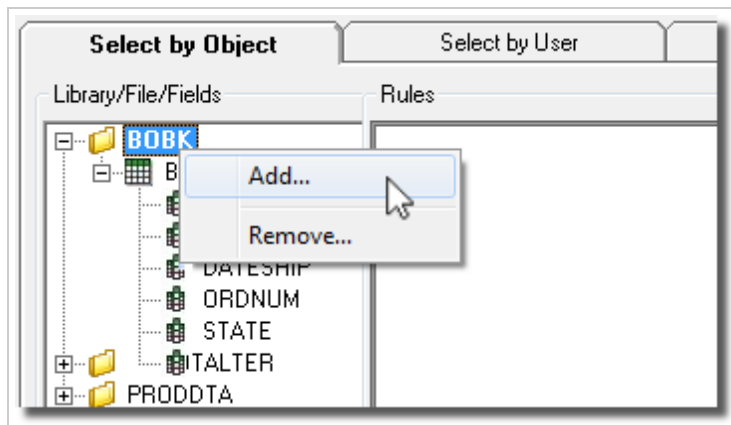 Select by Object
Select by User
Library/File/Fields
Rules
BOBK
B
Add...
Remove...
DATESHIP
ORDNUM
STATE
ITALTER
PRODDTA